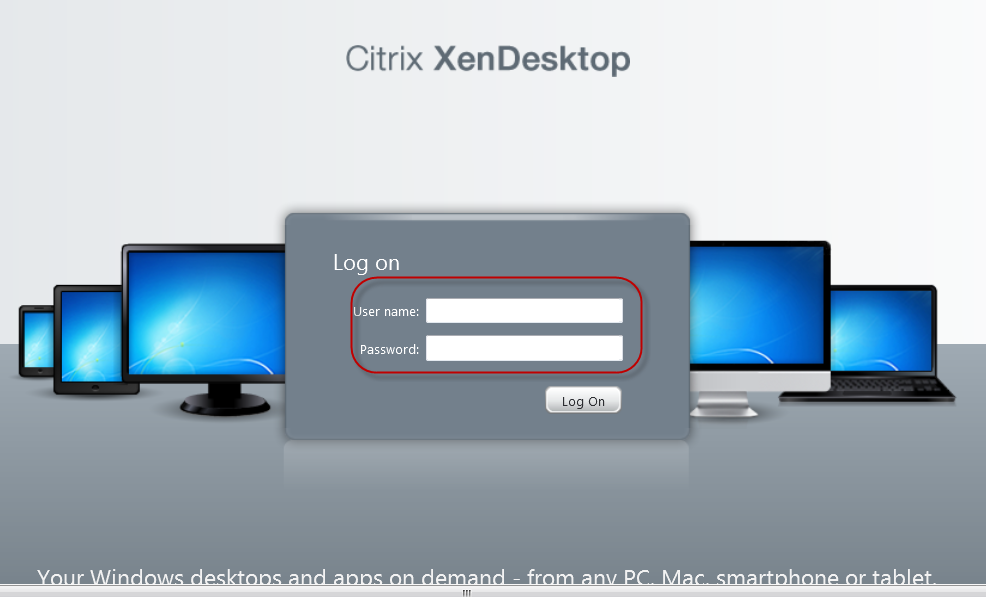 Citrix XenDesktop
Log on
User name:
Password:
Log On
Your Windows desktops and apps on demand - from any PC, Mac, smartphone or tablet.